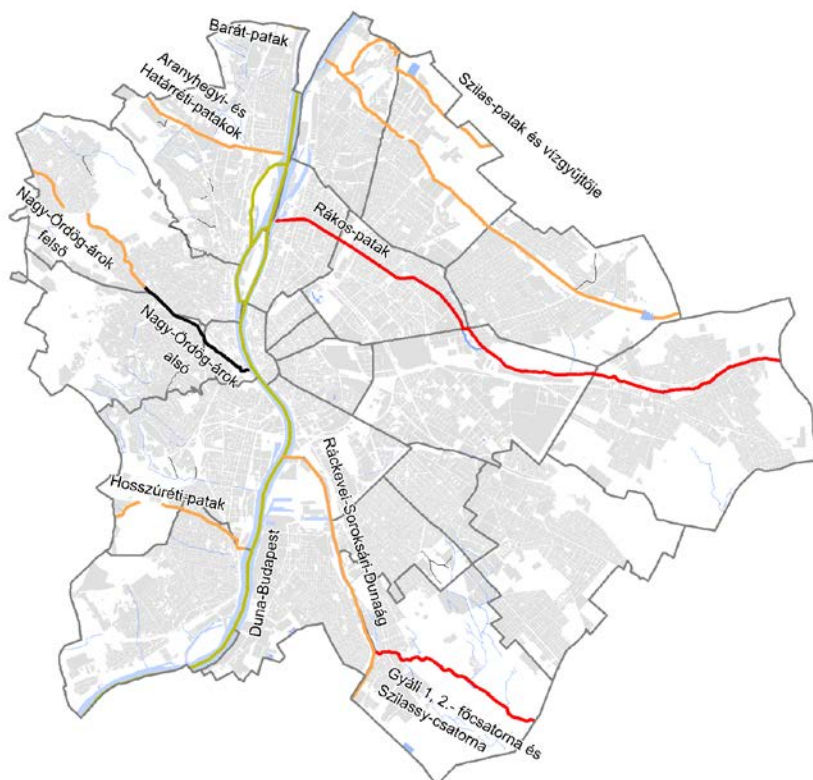 Barát-patak
Aranyhegyi- és
Határréti-patakok
Szilas-patak és vízgyűjtője
Nagy-Ördög-árok
felső
Rákos-patak
Nagy-Ördög-árok
alsó
Ráckevei-Soroksári-Dunaág
Hosszúréti-patak
Duna-Budapest
Gyáli 1, 2.- főcsatorna és
Szilassy-csatorna